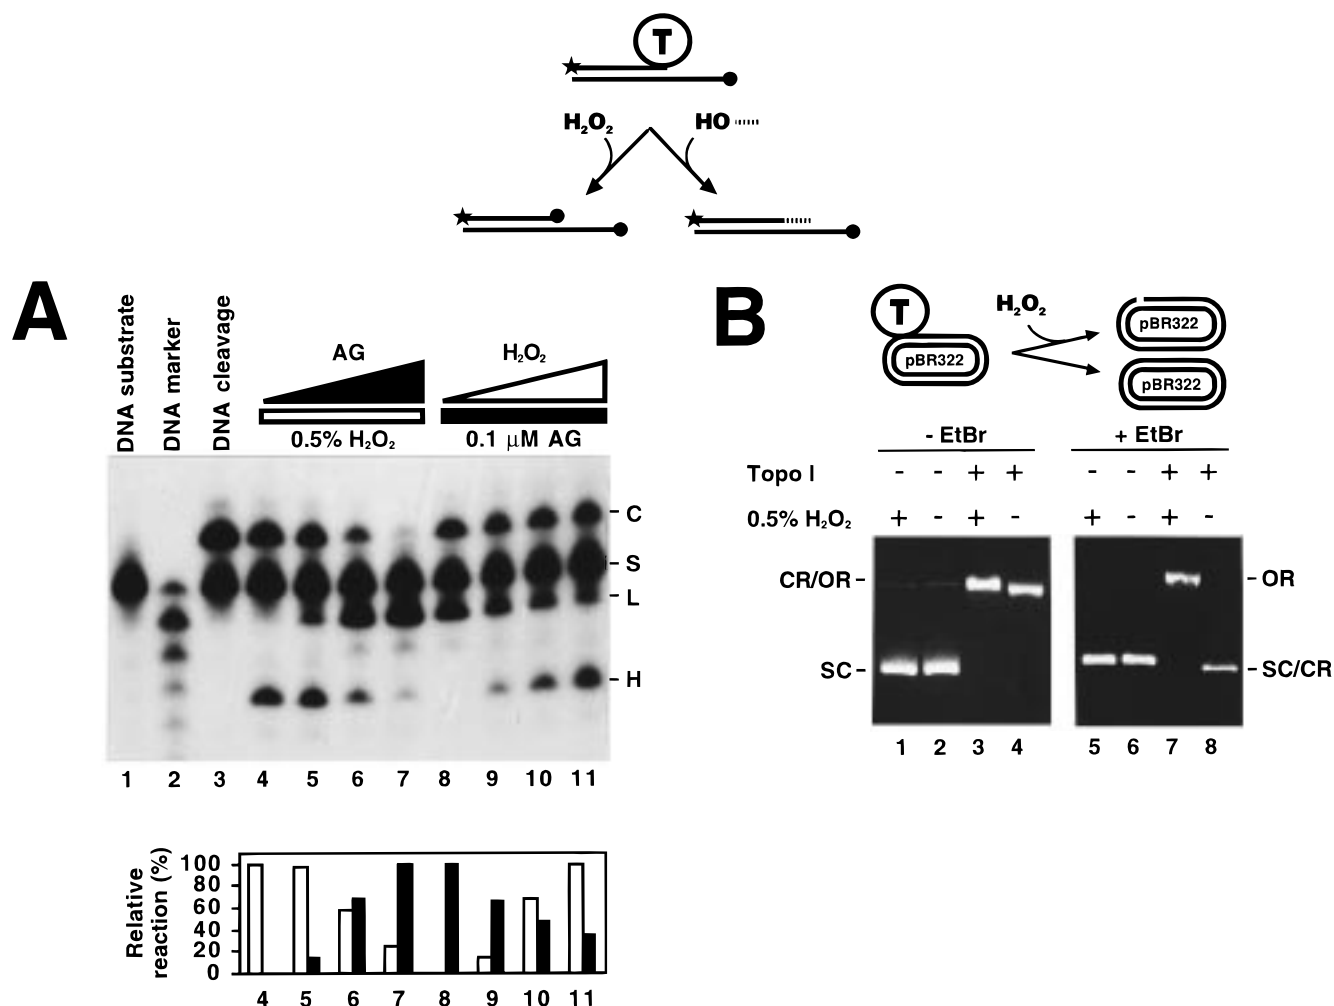 T
H₂O₂ HO
A
DNA substrate
DNA marker
DNA cleavage
AG
H₂O₂
0.5% H₂O₂
0.1 µM AG
C
S
L
H
1 2 3 4 5 6 7 8 9 10 11
Relative reaction (%)
100
80
60
40
20
0
4 5 6 7 8 9 10 11
B
T
pBR322
H₂O₂
pBR322
pBR322
- EtBr + EtBr
Topo I - - + + - - + +
0.5% H₂O₂ + - + - + - + -
CR/OR
SC
OR
SC/CR
1 2 3 4 5 6 7 8